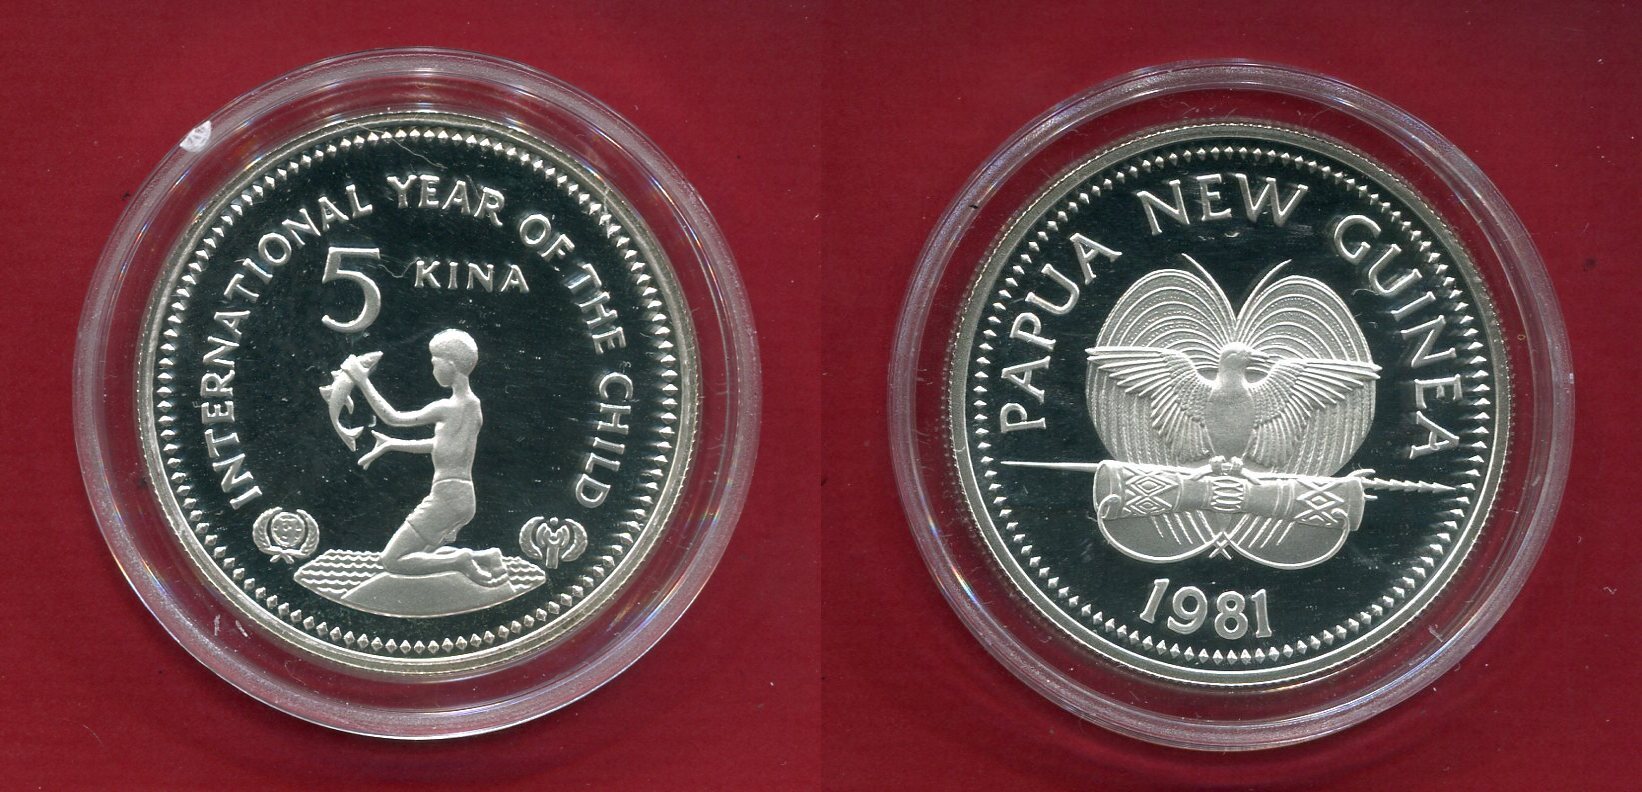 INTERNATIONAL YEAR OF THE CHILD
5 KINA
PAPUA NEW GUINEA
1981